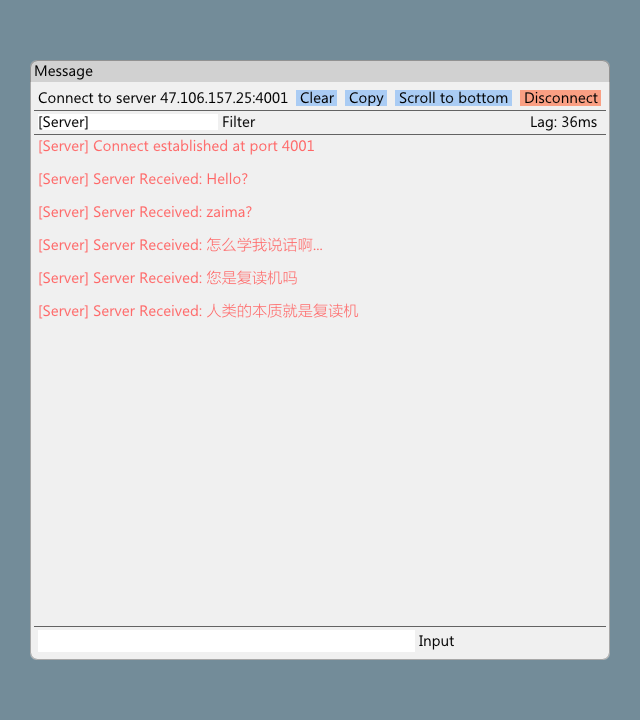 Message
Connect to server 47.106.157.25:4001 Clear Copy Scroll to bottom Disconnect
[Server] Filter Lag: 36ms
[Server] Connect established at port 4001
[Server] Server Received: Hello?
[Server] Server Received: zaima?
[Server] Server Received: 怎么学我说话啊...
[Server] Server Received: 您是复读机吗
[Server] Server Received: 人类的本质就是复读机
Input